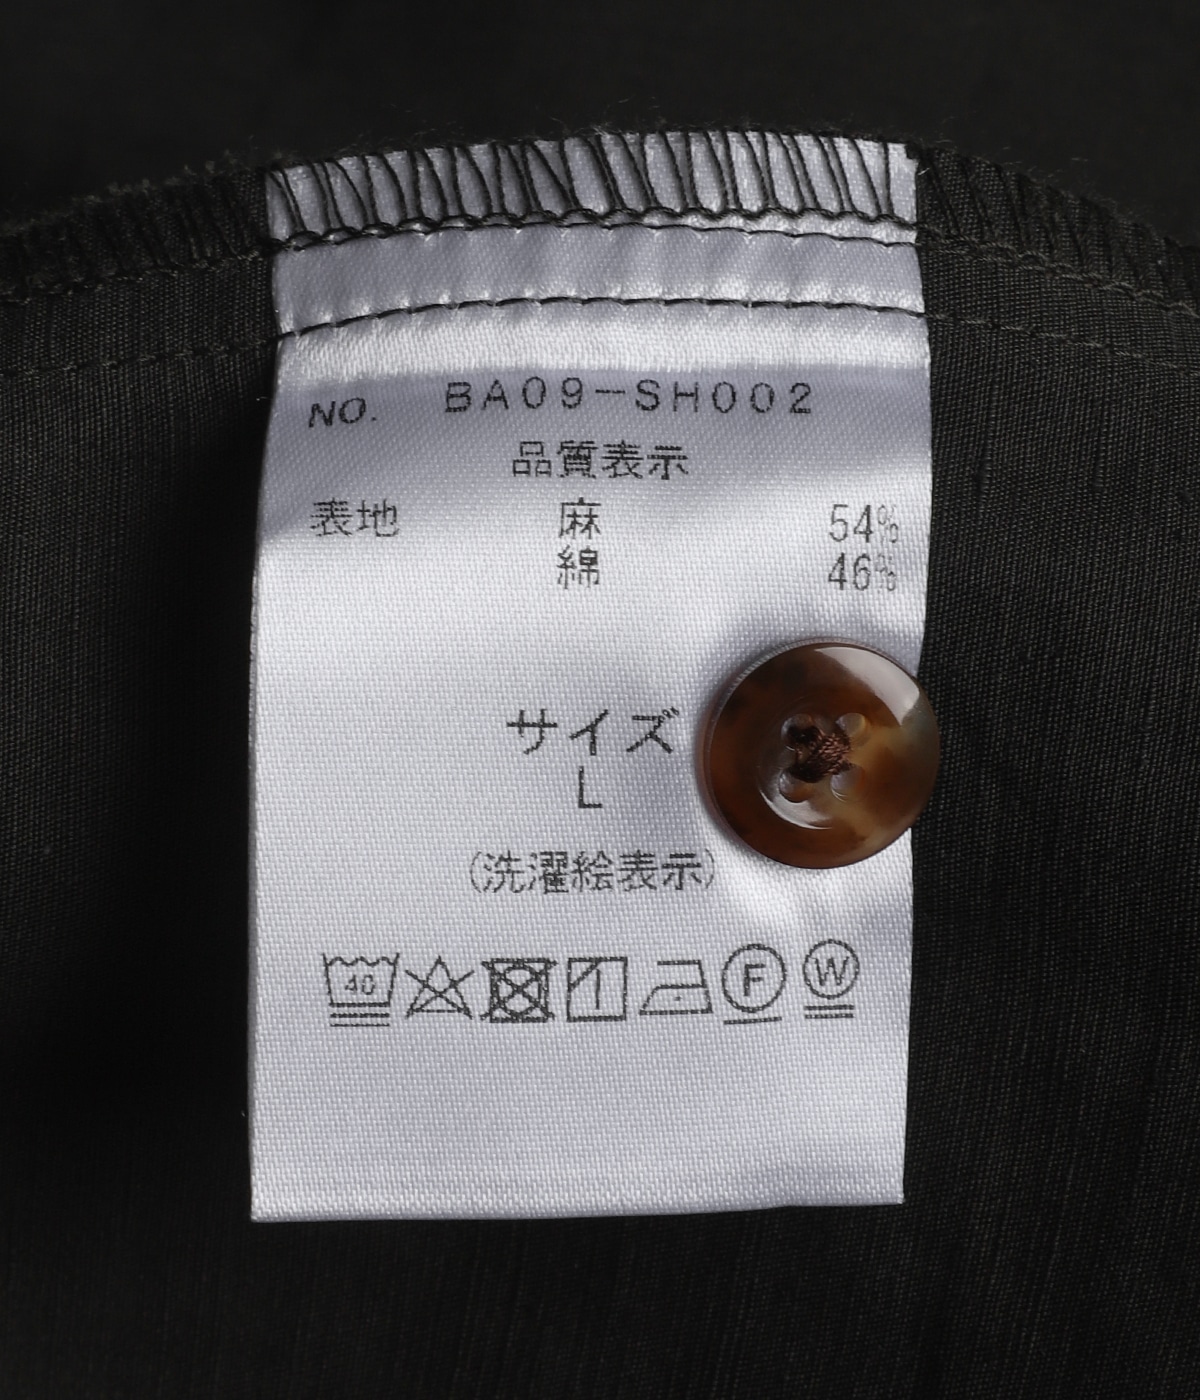 NO. BA09-SH002
品質表示
表地 麻 54%
綿 46%
サイズ
L
(洗濯絵表示)
40 F W